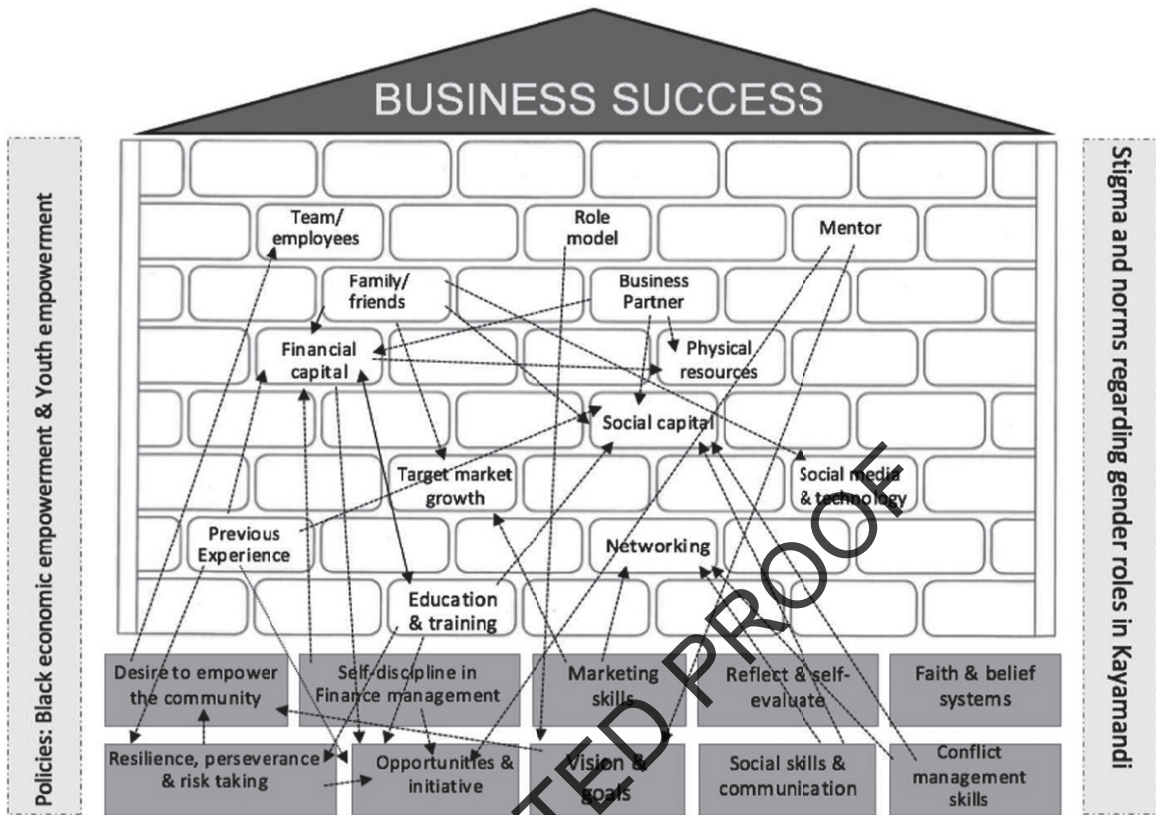 BUSINESS SUCCESS
Policies: Black economic empowerment & Youth empowerment
Stigma and norms regarding gender roles in Kayamandi
Team/
employees
Role
model
Mentor
Family/
friends
Business
Partner
Financial
capital
Physical
resources
Social capital
Target market
growth
Social media
& technology
Previous
Experience
Networking
Education
& training
Desire to empower
the community
Self-discipline in
Finance management
Marketing
skills
Reflect & self-
evaluate
Faith & belief
systems
Resilience, perseverance
& risk taking
Opportunities &
initiative
Vision &
goals
Social skills &
communication
Conflict
management
skills
TED PROOF